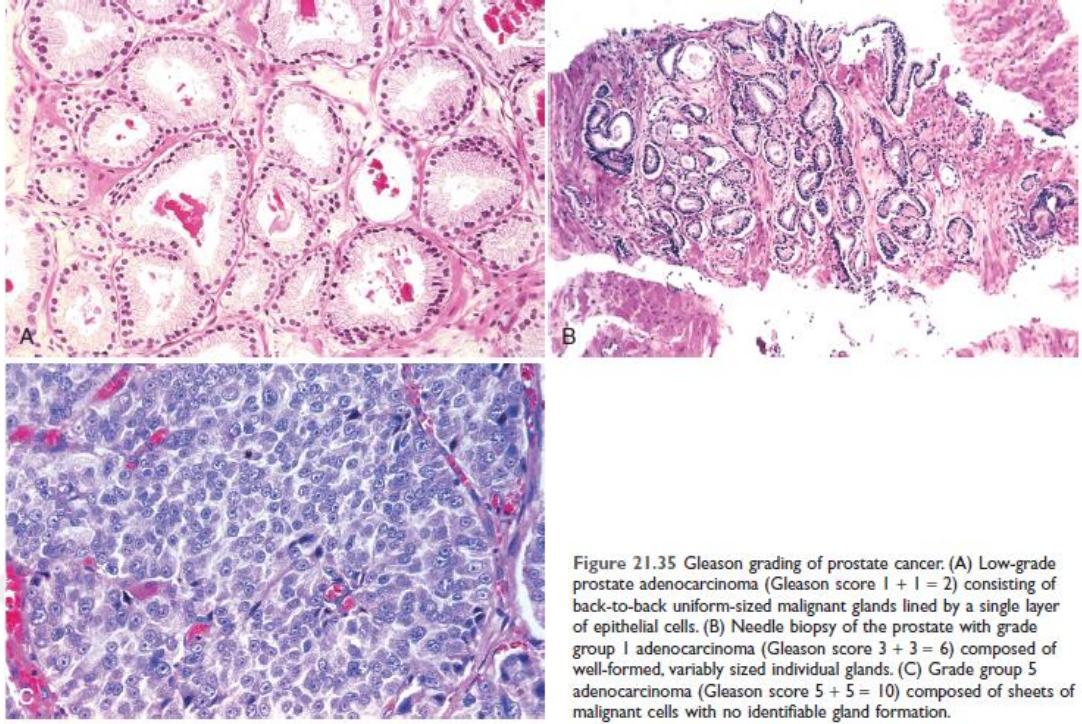 A
B
C
Figure 21.35 Gleason grading of prostate cancer. (A) Low-grade
prostate adenocarcinoma (Gleason score 1 + 1 = 2) consisting of
back-to-back uniform-sized malignant glands lined by a single layer
of epithelial cells. (B) Needle biopsy of the prostate with grade
group 1 adenocarcinoma (Gleason score 3 + 3 = 6) composed of
well-formed, variably sized individual glands. (C) Grade group 5
adenocarcinoma (Gleason score 5 + 5 = 10) composed of sheets of
malignant cells with no identifiable gland formation.